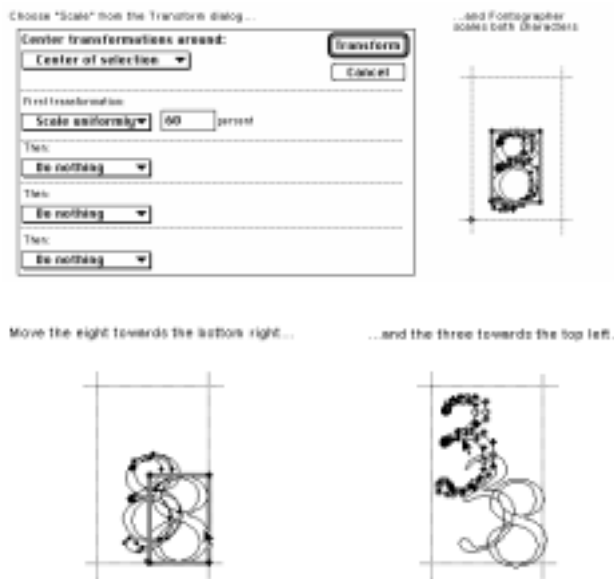 Choose "Scale" from the Transform dialog...
...and Fontographer
scales both characters
Center transformations around:
Center of selection
Transform
Cancel
First transformation:
Scale uniformly 60 percent
Then:
Do nothing
Then:
Do nothing
Then:
Do nothing
Move the eight towards the bottom right...
...and the three towards the top left.